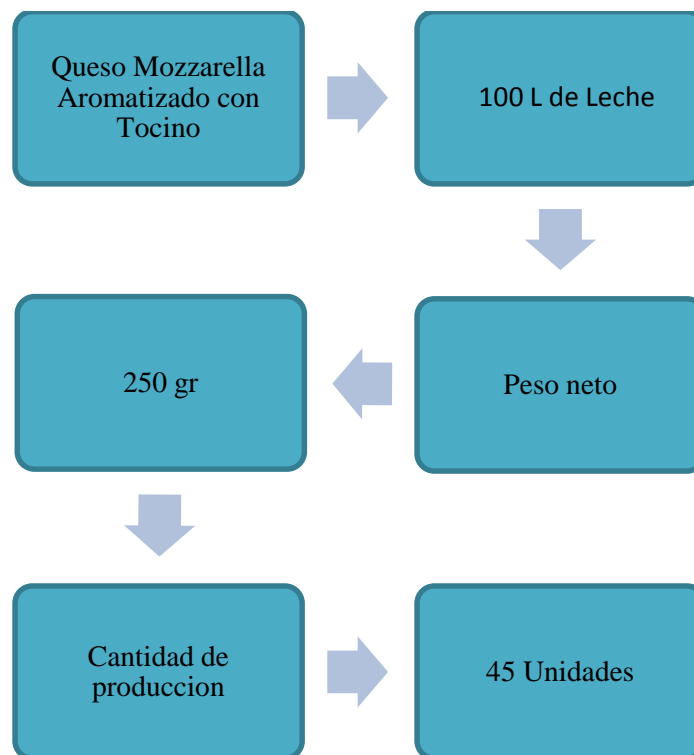 Queso Mozzarella
Aromatizado con
Tocino
100 L de Leche
Peso neto
250 gr
Cantidad de
produccion
45 Unidades